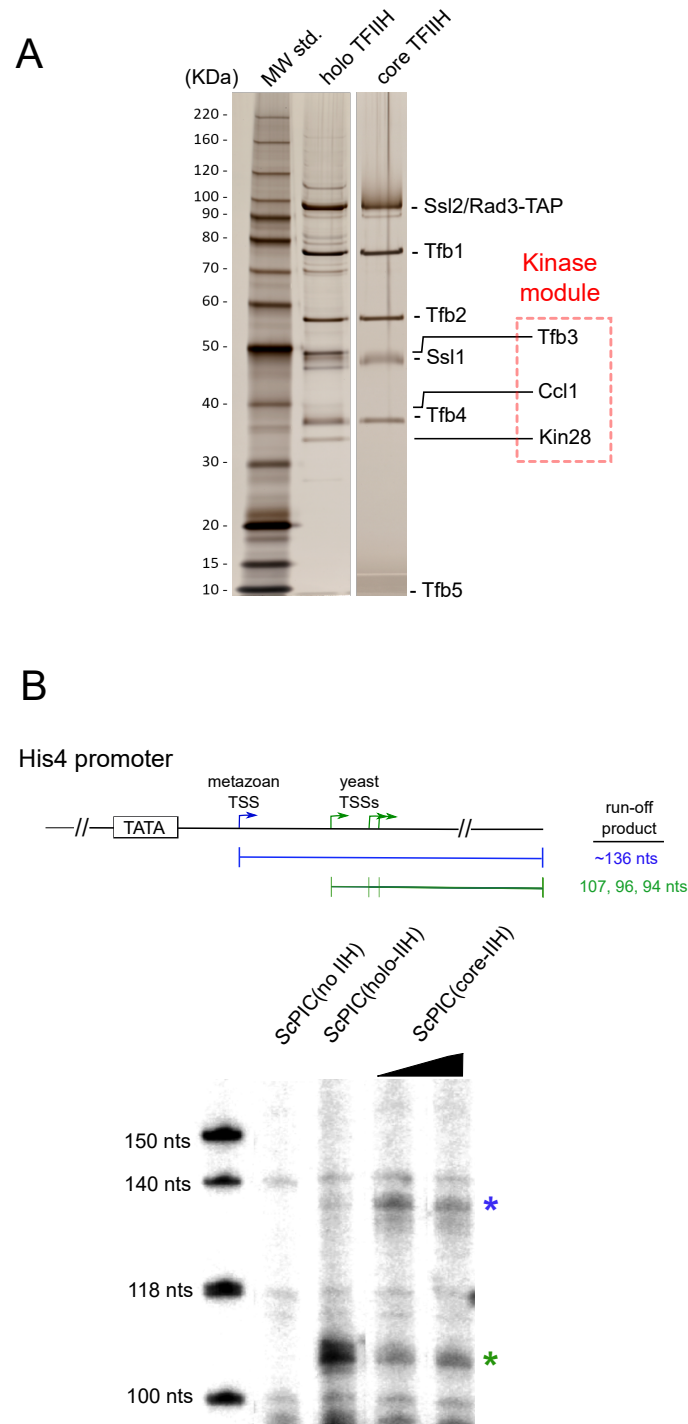 A
(KDa)
MW std.
holo TFIIH
core TFIIH
220 -
160 -
120 -
100 -
90 -
80 -
70 -
60 -
50 -
40 -
30 -
20 -
15 -
10 -
- Ssl2/Rad3-TAP
- Tfb1
- Tfb2
- Ssl1
- Tfb4
- Tfb5
Kinase
module
Tfb3
Ccl1
Kin28
B
His4 promoter
metazoan
TSS
yeast
TSSs
TATA
run-off
product
~136 nts
107, 96, 94 nts
ScPIC(no IIH)
ScPIC(holo-IIH)
ScPIC(core-IIH)
150 nts
140 nts
118 nts
100 nts
*
*